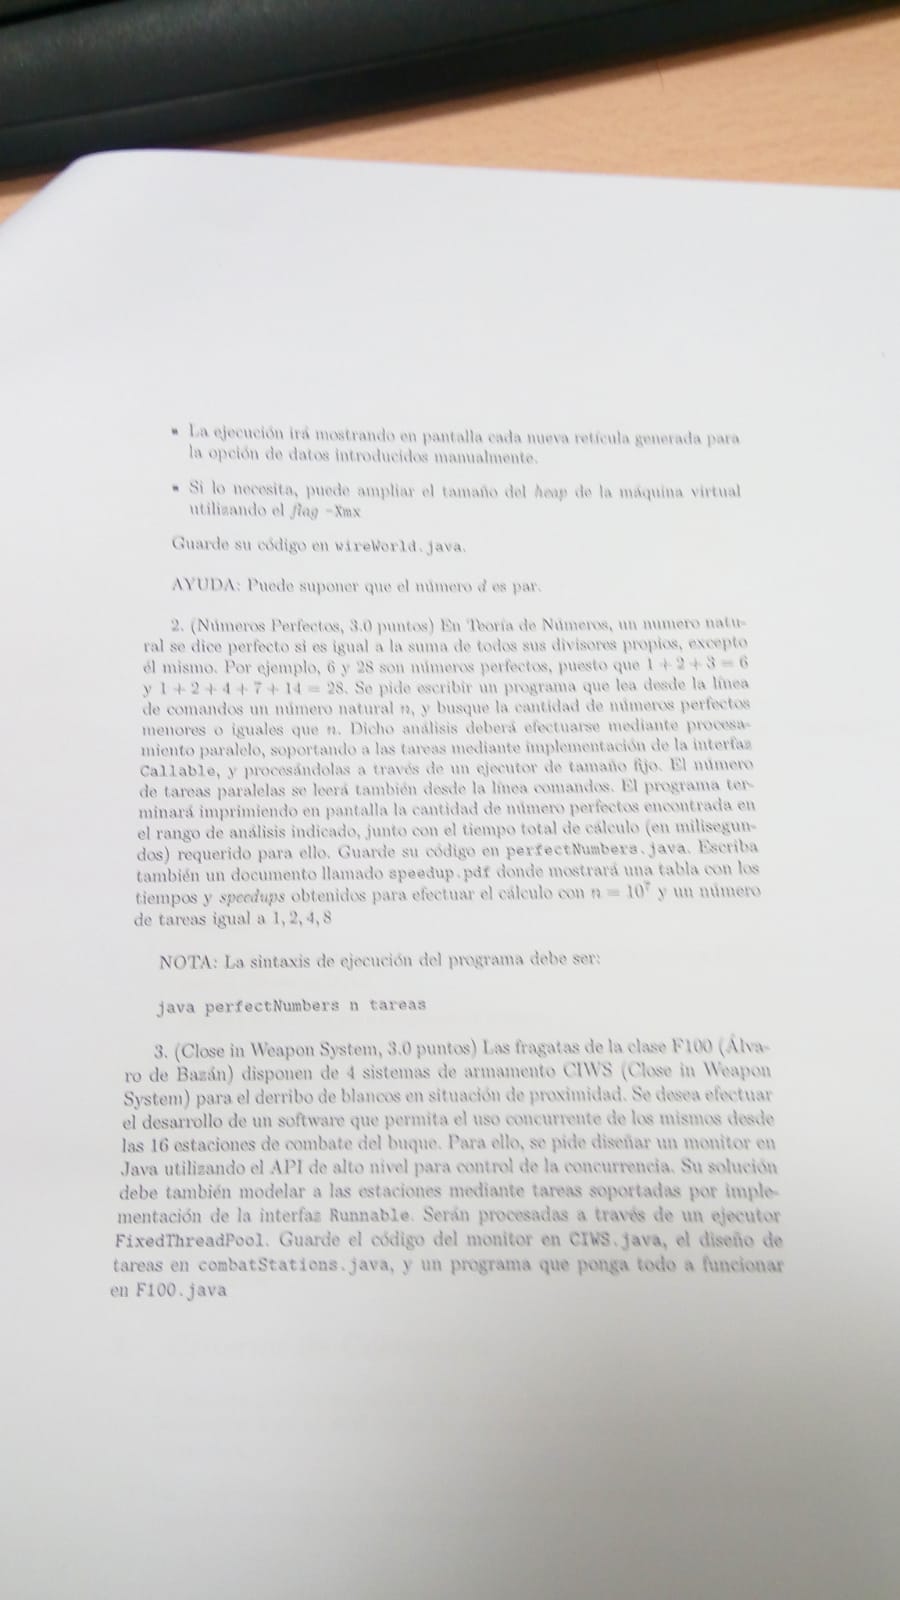 ▪ La ejecución irá mostrando en pantalla cada nueva retícula generada para
la opción de datos introducidos manualmente.
▪ Si lo necesita, puede ampliar el tamaño del heap de la máquina virtual
utilizando el flag -Xmx
Guarde su código en wireWorld.java.
AYUDA: Puede suponer que el número d es par.
2. (Números Perfectos, 3.0 puntos) En Teoría de Números, un numero natu-
ral se dice perfecto si es igual a la suma de todos sus divisores propios, excepto
él mismo. Por ejemplo, 6 y 28 son números perfectos, puesto que 1 + 2 + 3 = 6
y 1 + 2 + 4 + 7 + 14 = 28. Se pide escribir un programa que lea desde la línea
de comandos un número natural n, y busque la cantidad de números perfectos
menores o iguales que n. Dicho análisis deberá efectuarse mediante procesa-
miento paralelo, soportando a las tareas mediante implementación de la interfaz
Callable, y procesándolas a través de un ejecutor de tamaño fijo. El número
de tareas paralelas se leerá también desde la línea comandos. El programa ter-
minará imprimiendo en pantalla la cantidad de número perfectos encontrada en
el rango de análisis indicado, junto con el tiempo total de cálculo (en milisegun-
dos) requerido para ello. Guarde su código en perfectNumbers.java. Escriba
también un documento llamado speedup.pdf donde mostrará una tabla con los
tiempos y speedups obtenidos para efectuar el cálculo con n = 10⁷ y un número
de tareas igual a 1, 2, 4, 8
NOTA: La sintaxis de ejecución del programa debe ser:
java perfectNumbers n tareas
3. (Close in Weapon System, 3.0 puntos) Las fragatas de la clase F100 (Álva-
ro de Bazán) disponen de 4 sistemas de armamento CIWS (Close in Weapon
System) para el derribo de blancos en situación de proximidad. Se desea efectuar
el desarrollo de un software que permita el uso concurrente de los mismos desde
las 16 estaciones de combate del buque. Para ello, se pide diseñar un monitor en
Java utilizando el API de alto nivel para control de la concurrencia. Su solución
debe también modelar a las estaciones mediante tareas soportadas por imple-
mentación de la interfaz Runnable. Serán procesadas a través de un ejecutor
FixedThreadPool. Guarde el código del monitor en CIWS.java, el diseño de
tareas en combatStations.java, y un programa que ponga todo a funcionar
en F100.java